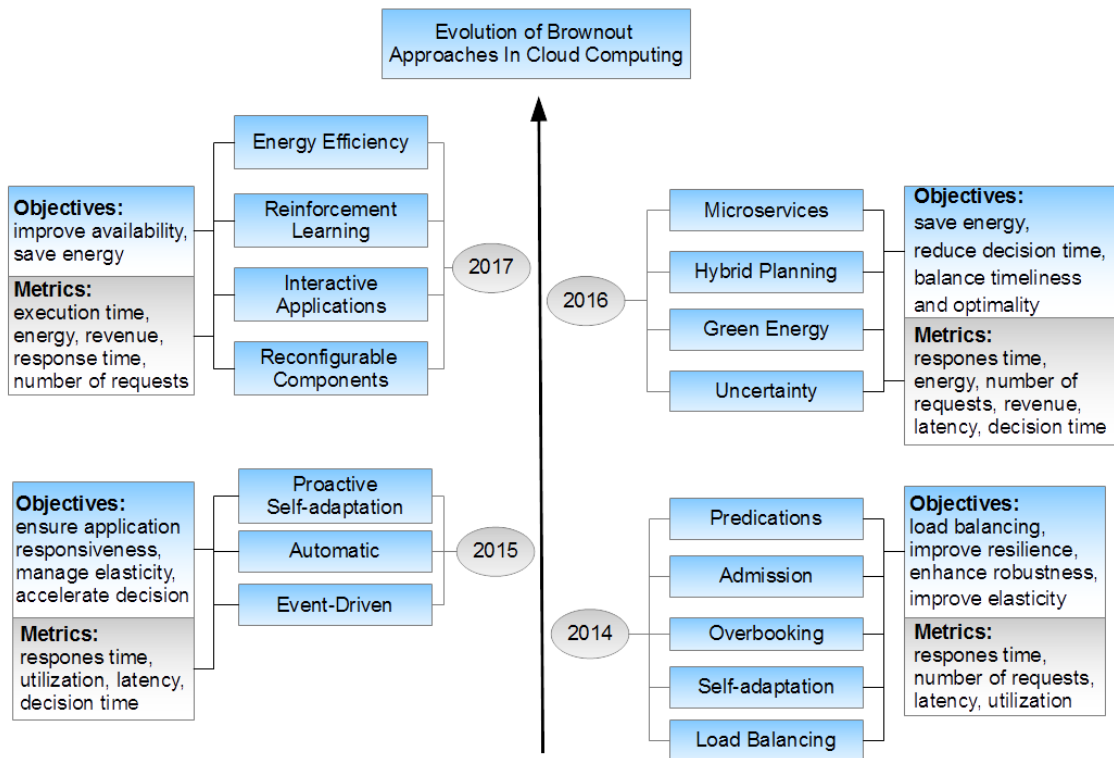 Evolution of Brownout
Approaches In Cloud Computing
Energy Efficiency
Reinforcement
Learning
Interactive
Applications
Reconfigurable
Components
Objectives:
improve availability,
save energy
Metrics:
execution time,
energy, revenue,
response time,
number of requests
2017
Microservices
Hybrid Planning
Green Energy
Uncertainty
2016
Objectives:
save energy,
reduce decision time,
balance timeliness
and optimality
Metrics:
respones time,
energy, number of
requests, revenue,
latency, decision time
Objectives:
ensure application
responsiveness,
manage elasticity,
accelerate decision
Metrics:
respones time,
utilization, latency,
decision time
Proactive
Self-adaptation
Automatic
Event-Driven
2015
Predications
Admission
Overbooking
Self-adaptation
Load Balancing
2014
Objectives:
load balancing,
improve resilience,
enhance robustness,
improve elasticity
Metrics:
respones time,
number of requests,
latency, utilization